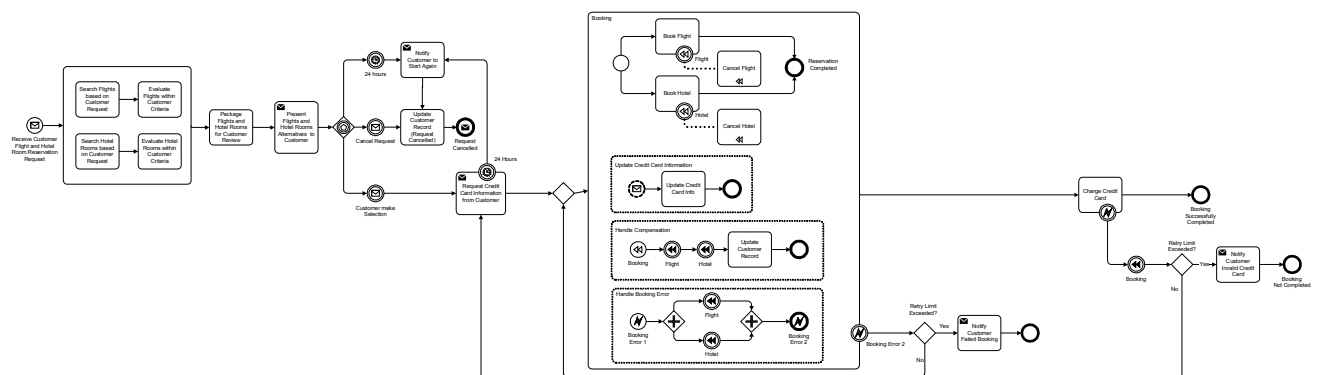 Receive Customer
Flight and Hotel
Room Reservation
Request
Search Flights
based on
Customer
Request
Evaluate
Flights within
Customer
Criteria
Search Hotel
Rooms based
on Customer
Request
Evaluate Hotel
Rooms within
Customer
Criteria
Package
Flights and
Hotel Rooms
for Customer
Review
Present
Flights and
Hotel Rooms
Alternatives to
Customer
24 hours
Notify
Customer to
Start Again
Cancel Request
Update
Customer
Record
(Request
Cancelled)
Request
Cancelled
Customer make
Selection
24 Hours
Request Credit
Card Information
from Customer
Booking
Book Flight
Flight
Cancel Flight
Book Hotel
Hotel
Cancel Hotel
Reservation
Completed
Update Credit Card Information
Update Credit
Card Info
Handle Compensation
Booking
Flight
Hotel
Update
Customer
Record
Handle Booking Error
Booking
Error 1
Flight
Hotel
Booking
Error 2
Booking Error 2
Retry Limit
Exceeded?
Yes
No
Notify
Customer
Failed Booking
Charge Credit
Card
Booking
Successfully
Completed
Booking
Retry Limit
Exceeded?
Yes
No
Notify
Customer
Invalid Credit
Card
Booking
Not Completed